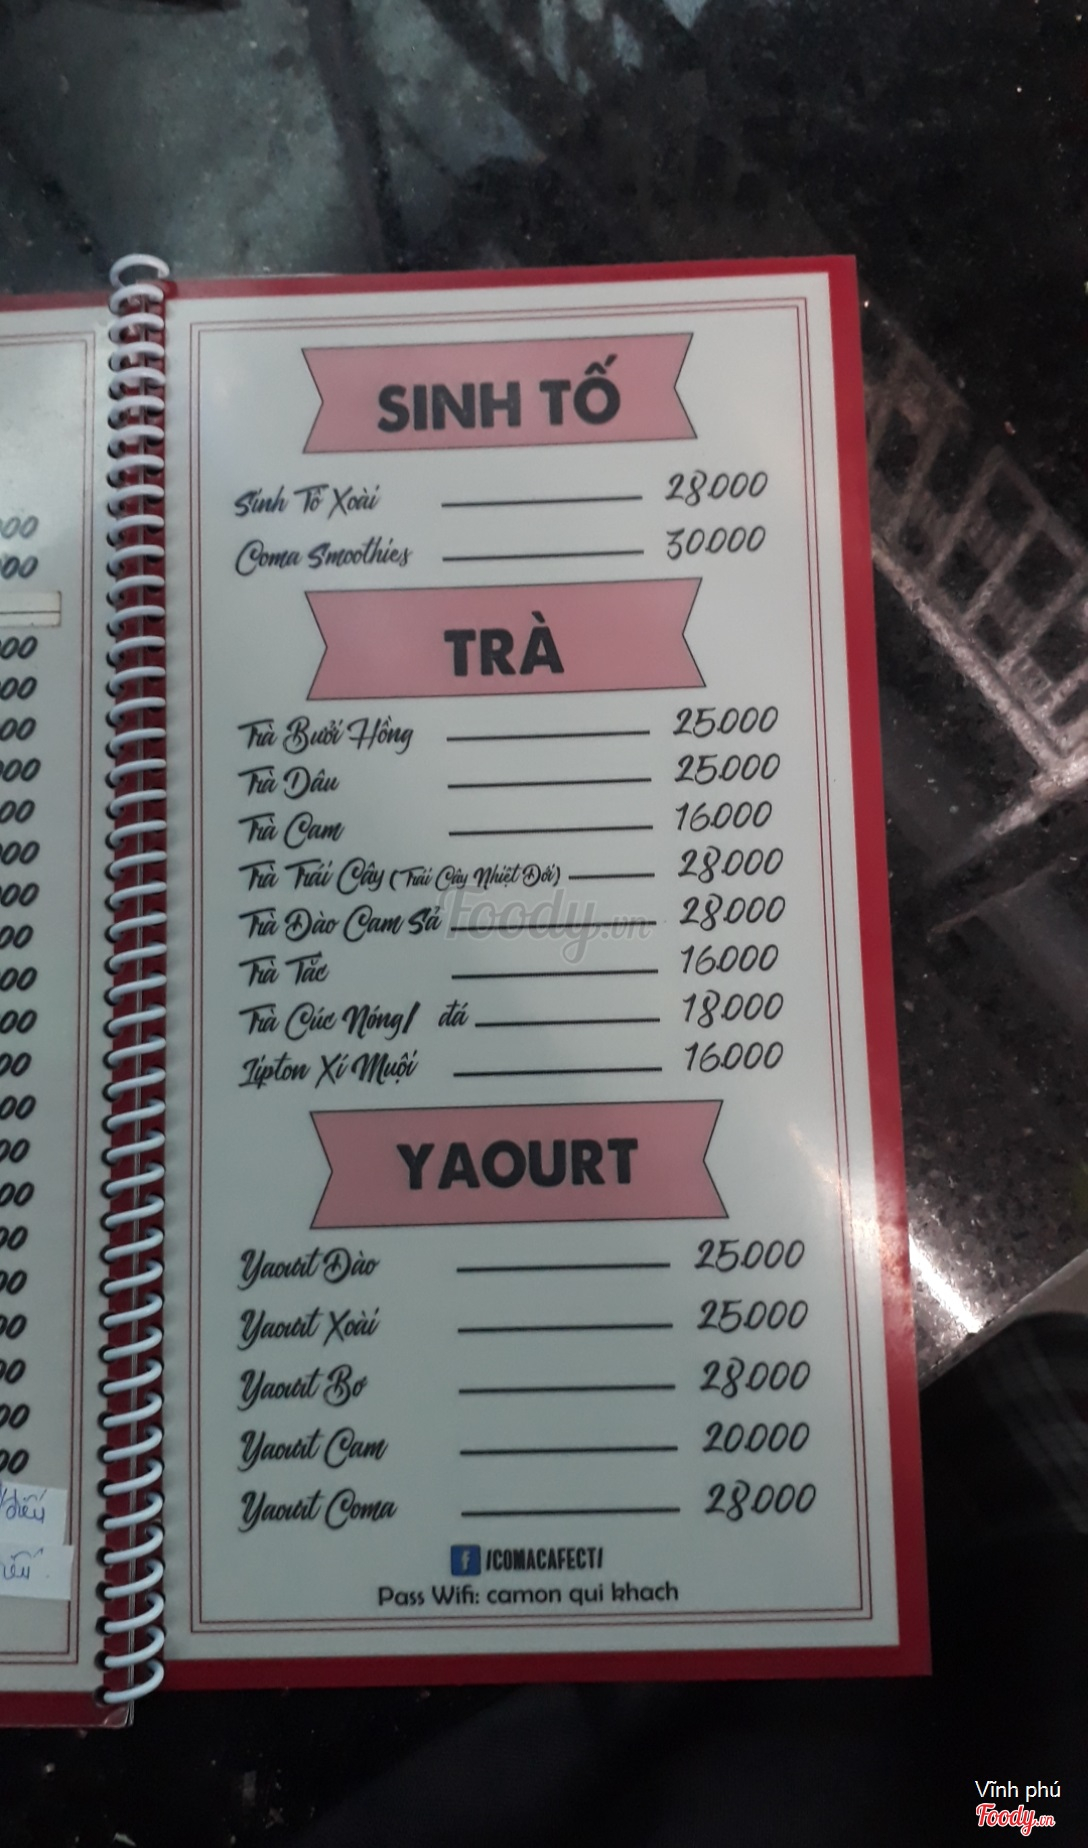 SINH TỐ
Sinh Tố Xoài 28.000
Coma Smoothies 30.000
TRÀ
Trà Bưởi Hồng 25.000
Trà Dâu 25.000
Trà Cam 16.000
Trà Trái Cây (Trái Cây Nhiệt Đới) 28.000
Trà Đào Cam Sả 28.000
Trà Tắc 16.000
Trà Cúc Nóng/ đá 18.000
Lipton Xí Muội 16.000
YAOURT
Yaourt Đào 25.000
Yaourt Xoài 25.000
Yaourt Bơ 28.000
Yaourt Cam 20.000
Yaourt Coma 28.000
f /COMACAFECT/
Pass Wifi: camon qui khach
Foody.vn
Vĩnh phú
Foody.vn